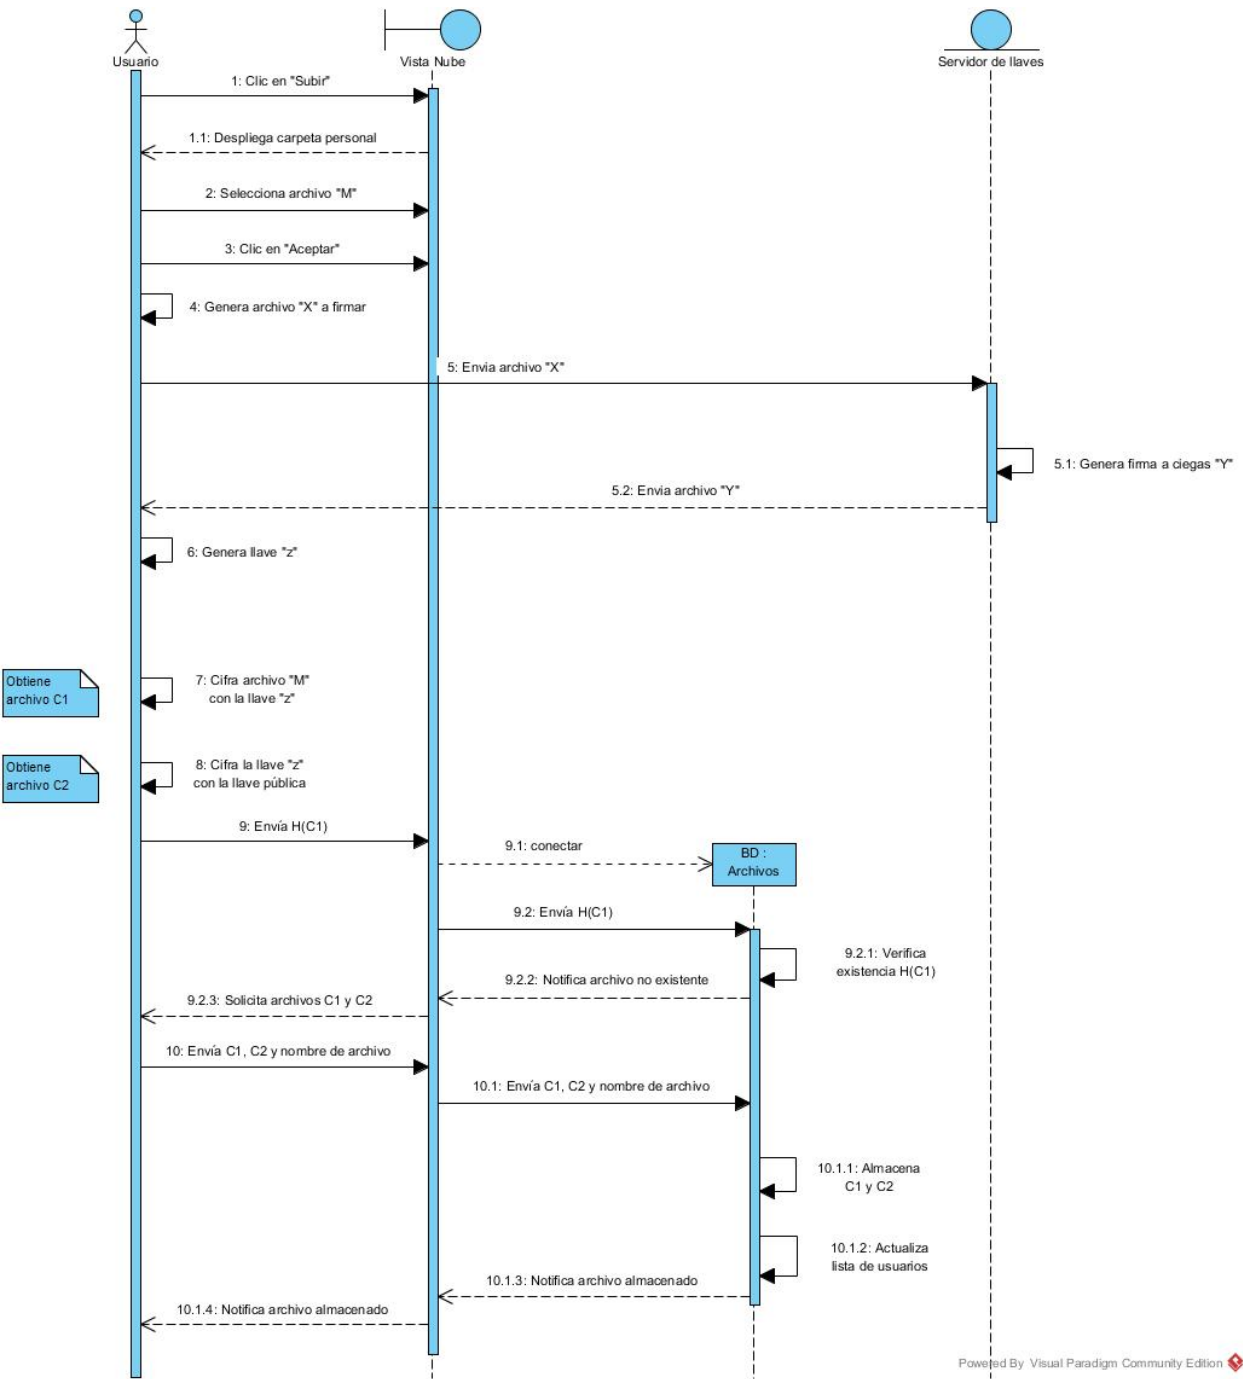 Usuario
Vista Nube
Servidor de llaves
1: Clic en "Subir"
1.1: Despliega carpeta personal
2: Selecciona archivo "M"
3: Clic en "Aceptar"
4: Genera archivo "X" a firmar
5: Envia archivo "X"
5.1: Genera firma a ciegas "Y"
5.2: Envia archivo "Y"
6: Genera llave "z"
Obtiene
archivo C1
7: Cifra archivo "M"
con la llave "z"
Obtiene
archivo C2
8: Cifra la llave "z"
con la llave pública
9: Envía H(C1)
9.1: conectar
BD :
Archivos
9.2: Envía H(C1)
9.2.1: Verifica
existencia H(C1)
9.2.2: Notifica archivo no existente
9.2.3: Solicita archivos C1 y C2
10: Envía C1, C2 y nombre de archivo
10.1: Envía C1, C2 y nombre de archivo
10.1.1: Almacena
C1 y C2
10.1.2: Actualiza
lista de usuarios
10.1.3: Notifica archivo almacenado
10.1.4: Notifica archivo almacenado
Powered By Visual Paradigm Community Edition